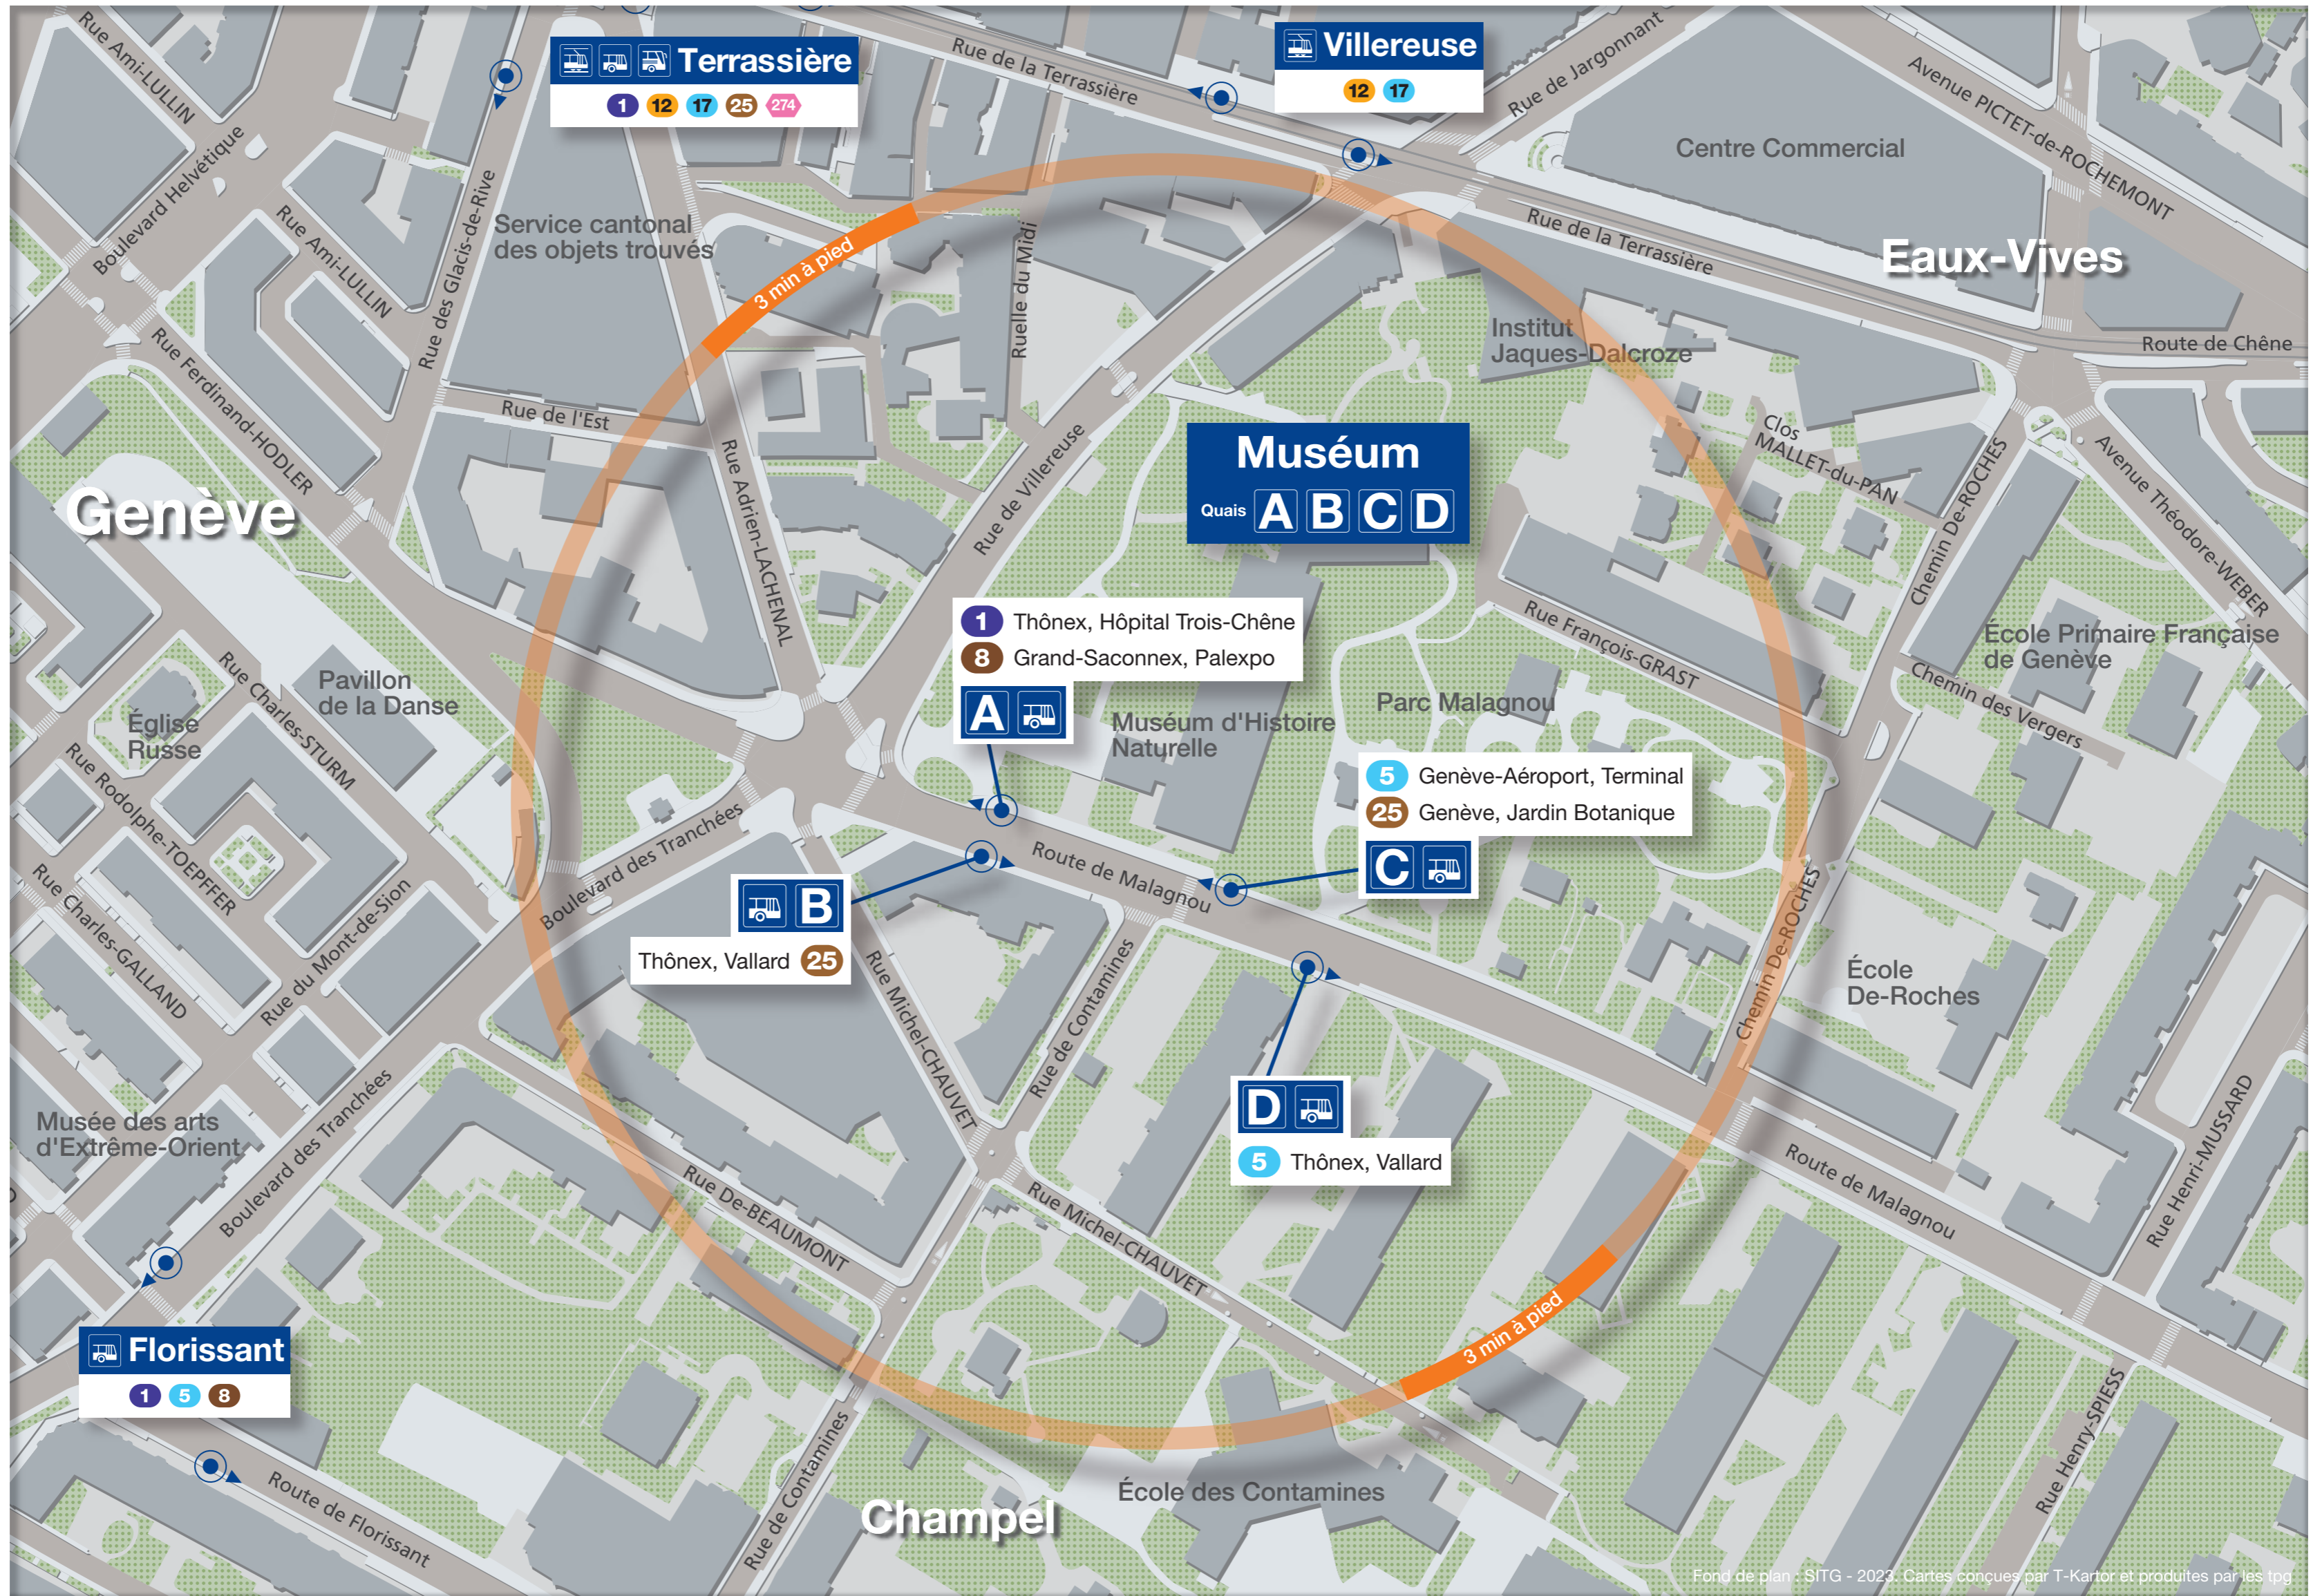 Rue Ami-LULLIN
Terrassière
1 12 17 25 274
Rue de la Terrassière
Villereuse
12 17
Rue de Jargonnant
Avenue PICTET-de-ROCHEMONT
Centre Commercial
Boulevard Helvétique
Rue Ami-LULLIN
Rue des Glacis-de-Rive
Service cantonal
des objets trouvés
3 min à pied
Ruelle du Midi
Rue de la Terrassière
Eaux-Vives
Institut
Jaques-Dalcroze
Route de Chêne
Rue Ferdinand-HODLER
Rue de l'Est
Rue Adrien-LACHENAL
Rue de Villereuse
Muséum
Quais A B C D
Clos
MALLET-du-PAN
Chemin De-ROCHES
Avenue Théodore-WEBER
Genève
1 Thônex, Hôpital Trois-Chêne
8 Grand-Saconnex, Palexpo
A
Rue François-GRAST
École Primaire Française
de Genève
Chemin des Vergers
Pavillon
de la Danse
Rue Charles-STURM
Église
Russe
Muséum d'Histoire
Naturelle
Parc Malagnou
5 Genève-Aéroport, Terminal
25 Genève, Jardin Botanique
C
Rue Rodolphe-TOEPFFER
Boulevard des Tranchées
Route de Malagnou
B
Thônex, Vallard 25
Rue Charles-GALLAND
Rue du Mont-de-Sion
Rue Michel-CHAUVET
Rue de Contamines
Chemin De-ROCHES
École
De-Roches
D
5 Thônex, Vallard
Musée des arts
d'Extrême-Orient
Boulevard des Tranchées
Rue De-BEAUMONT
Rue Michel-CHAUVET
Route de Malagnou
Rue Henri-MUSSARD
3 min à pied
Florissant
1 5 8
Route de Florissant
Rue de Contamines
Champel
École des Contamines
Rue Henry-SPIESS
Fond de plan : SITG - 2023. Cartes conçues par T-Kartor et produites par les tpg